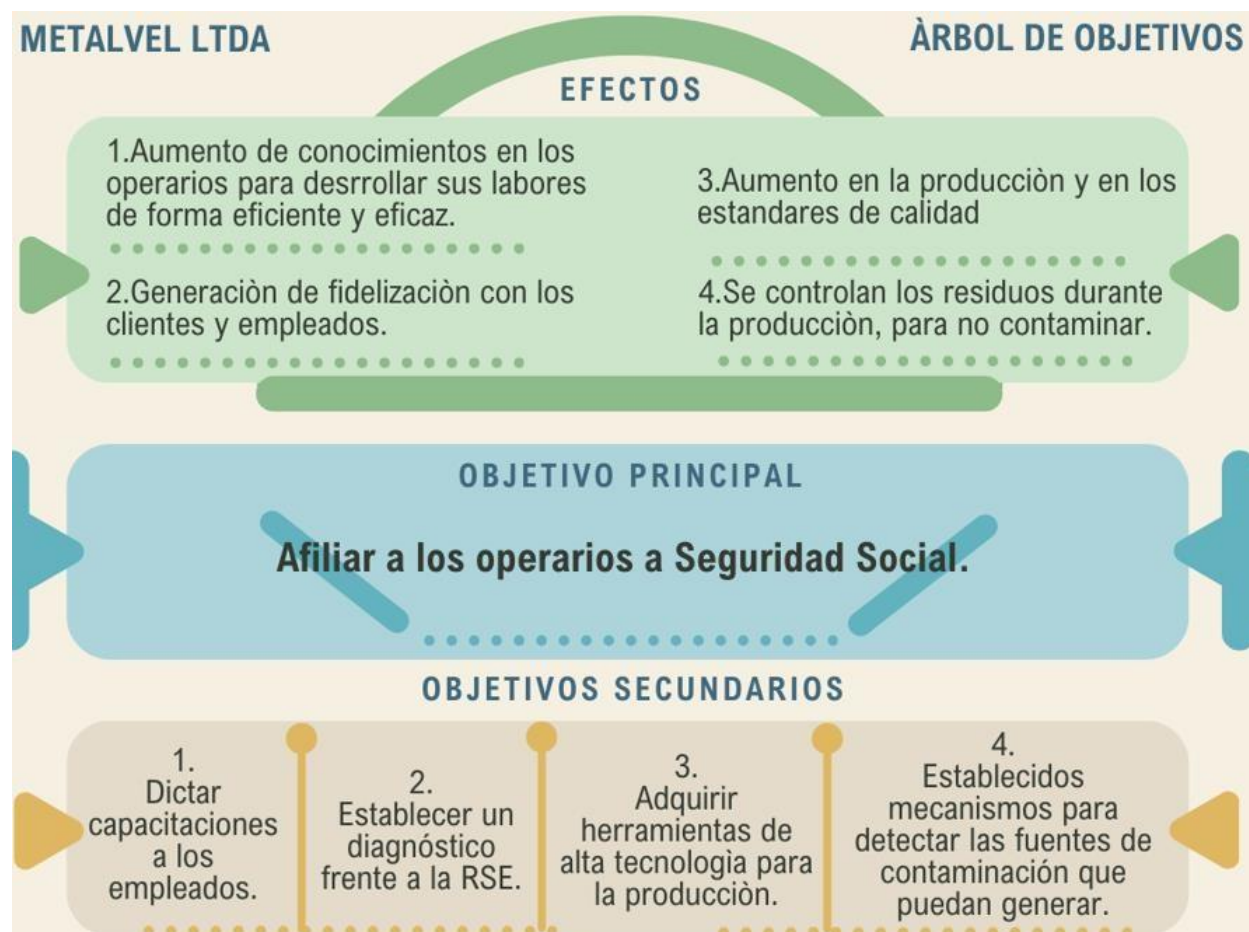 METALVEL LTDA
ÀRBOL DE OBJETIVOS
EFECTOS
1.Aumento de conocimientos en los
operarios para desrrollar sus labores
de forma eficiente y eficaz.
2.Generaciòn de fidelizaciòn con los
clientes y empleados.
3.Aumento en la producciòn y en los
estandares de calidad
4.Se controlan los residuos durante
la producciòn, para no contaminar.
OBJETIVO PRINCIPAL
Afiliar a los operarios a Seguridad Social.
OBJETIVOS SECUNDARIOS
1.
Dictar
capacitaciones
a los
empleados.
2.
Establecer un
diagnóstico
frente a la RSE.
3.
Adquirir
herramientas de
alta tecnologìa para
la producciòn.
4.
Establecidos
mecanismos para
detectar las fuentes de
contaminación que
puedan generar.